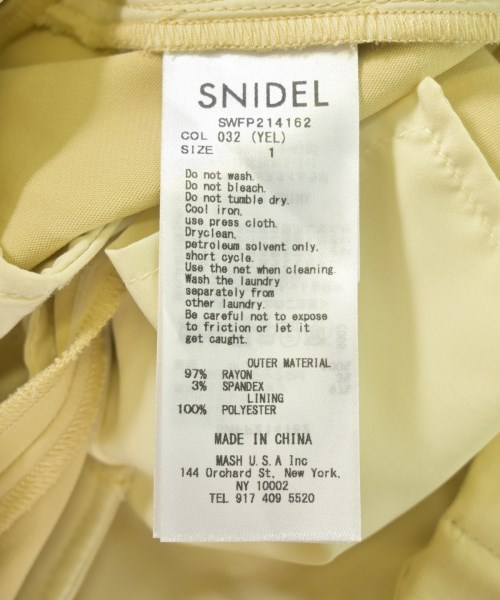 SNIDEL
SWFP214162
COL 032 (YEL)
SIZE 1
Do not wash.
Do not bleach.
Do not tumble dry.
Cool iron,
use press cloth.
Dryclean,
petroleum solvent only.
short cycle.
Use the net when cleaning.
Wash the laundry
separately from
other laundry.
Be careful not to expose
to friction or let it
get caught.
OUTER MATERIAL
97% RAYON
3% SPANDEX
LINING
100% POLYESTER
MADE IN CHINA
MASH U.S.A Inc
144 Orchard St, New York,
NY 10002
TEL 917 409 5520